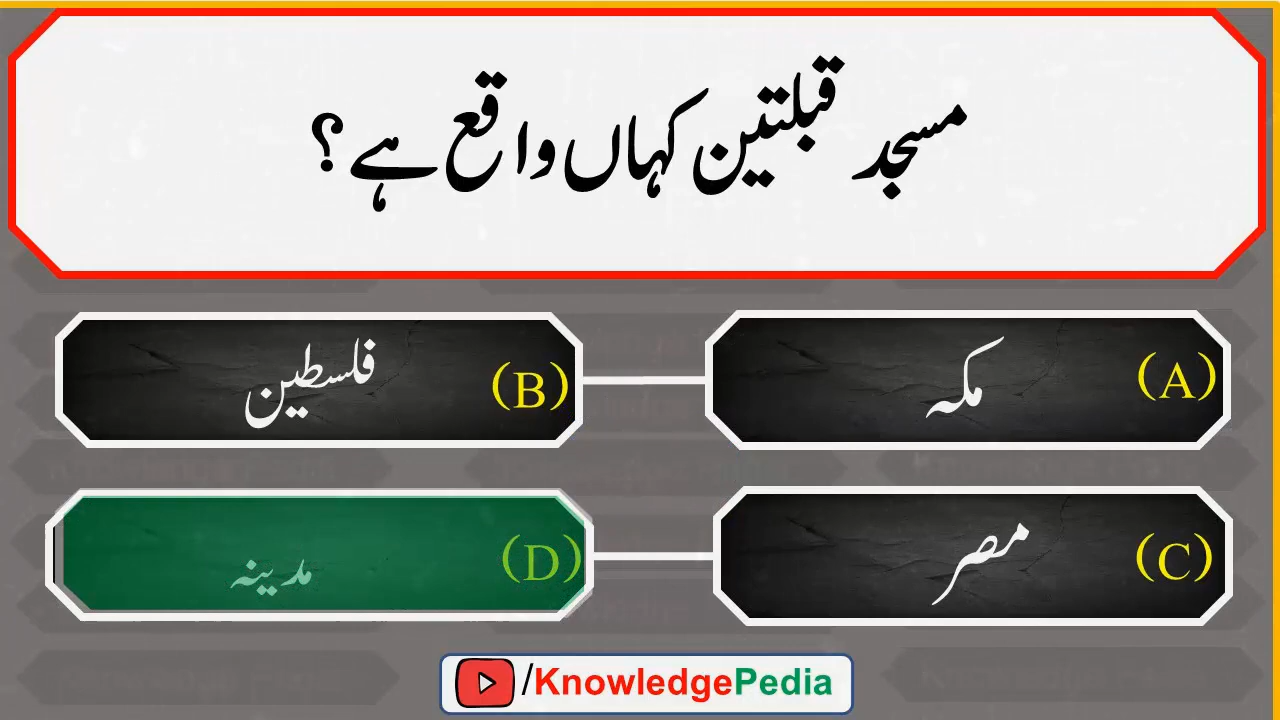 مسجد قبلتین کہاں واقع ہے؟
(A) مکہ
(B) فلسطین
(C) مصر
(D) مدینہ
/KnowledgePedia